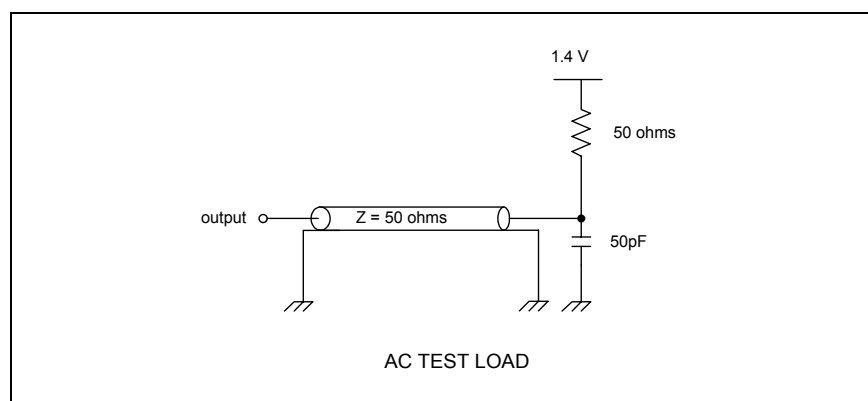 1.4 V
50 ohms
output
Z = 50 ohms
50pF
AC TEST LOAD